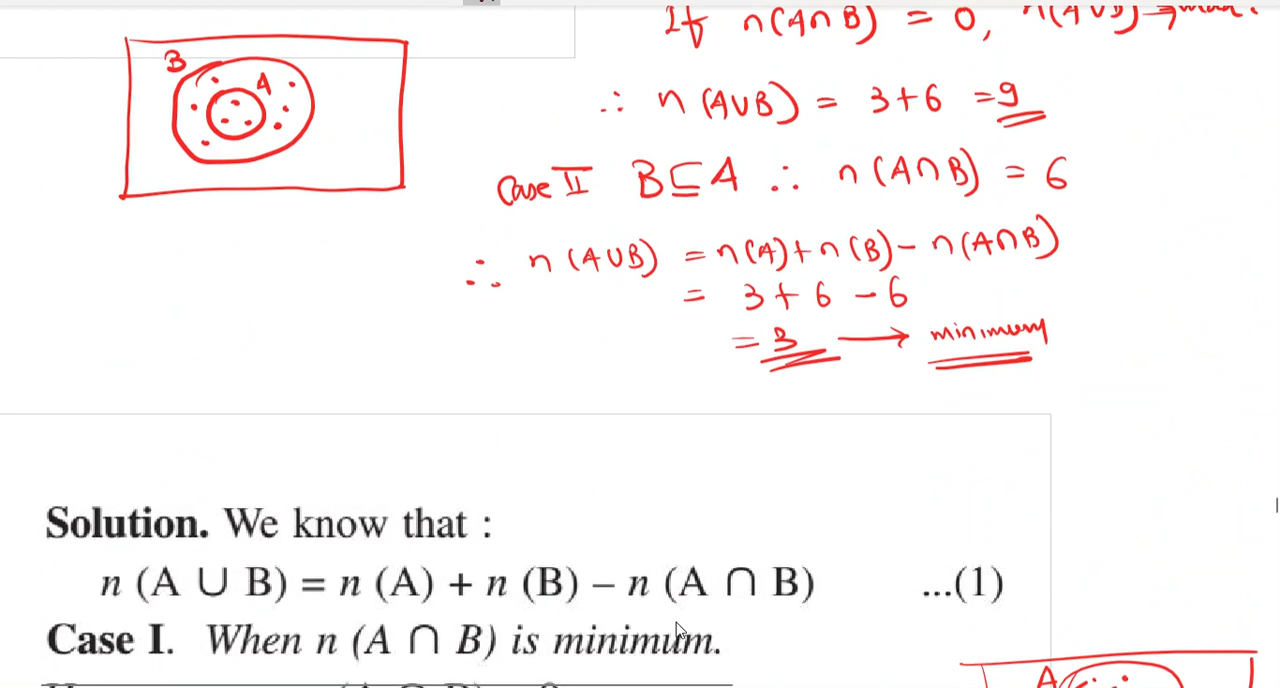 If n(A∩B) = 0, n(A∪B) → max.
B
A
∴ n(A∪B) = 3+6 = 9
Case II B⊆A ∴ n(A∩B) = 6
∴ n(A∪B) = n(A)+n(B)− n(A∩B)
= 3+6−6
= 3 → minimum
Solution. We know that :
n (A ∪ B) = n (A) + n (B) – n (A ∩ B) ...(1)
Case I. When n (A ∩ B) is minimum.
A